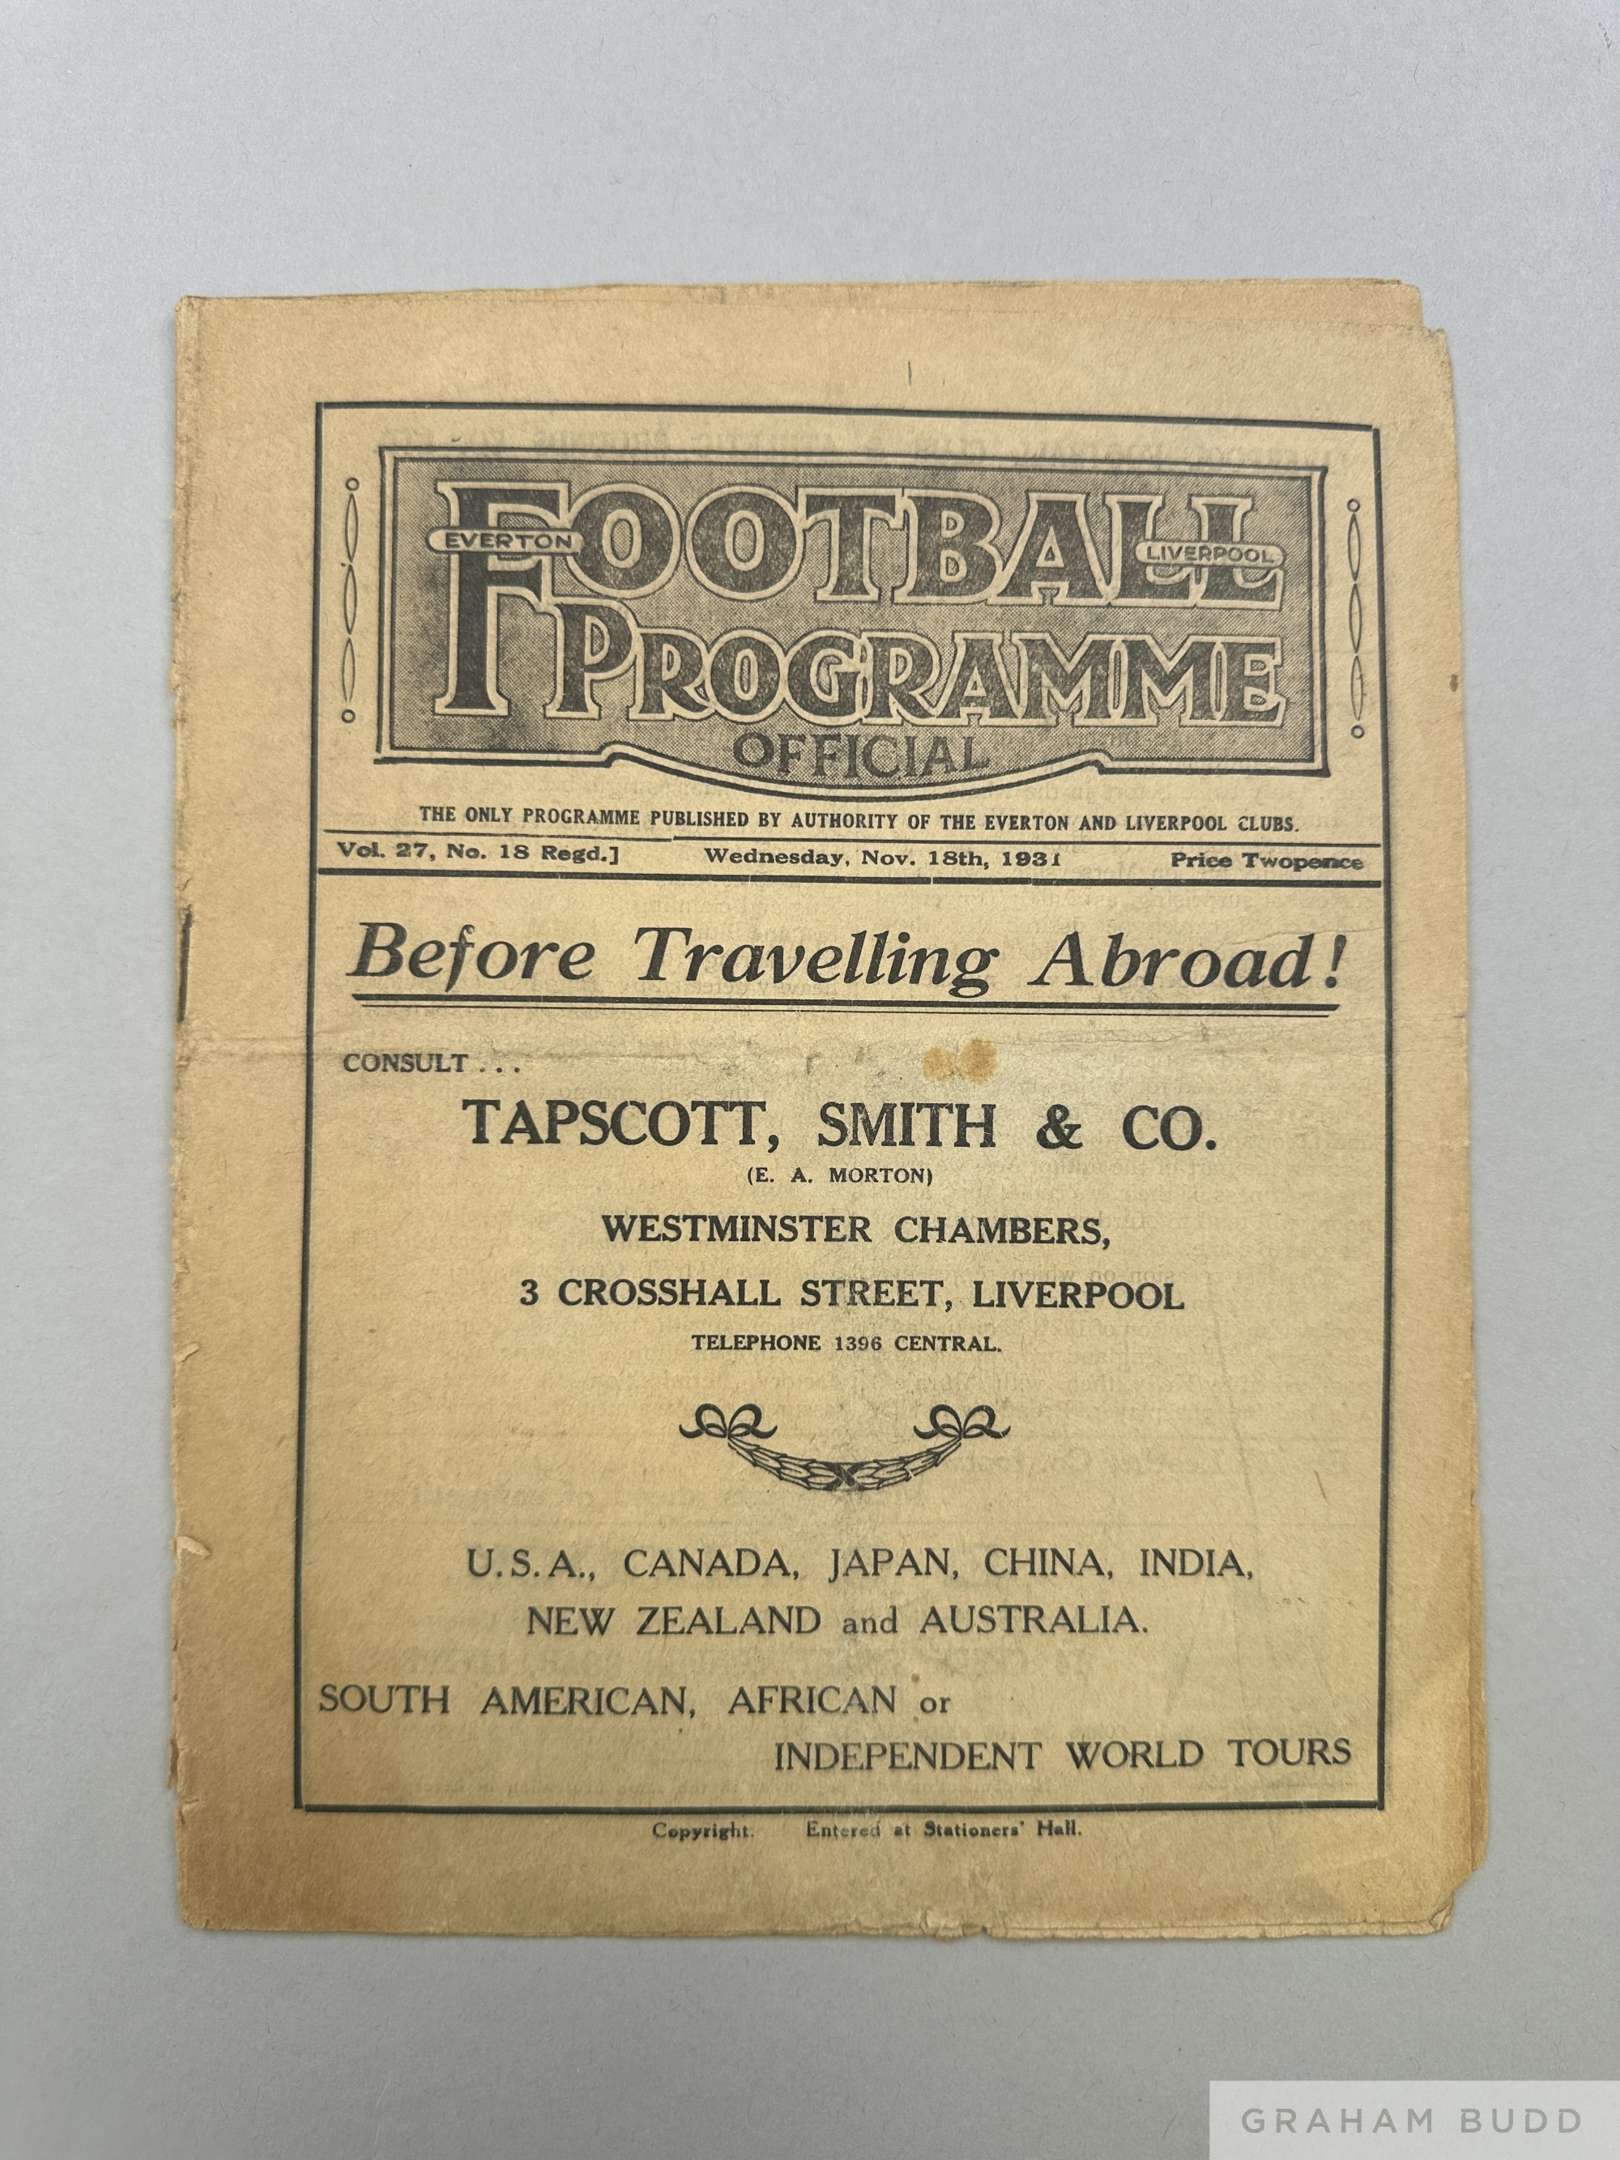 EVERTON
FOOTBALL
LIVERPOOL
PROGRAMME
OFFICIAL
THE ONLY PROGRAMME PUBLISHED BY AUTHORITY OF THE EVERTON AND LIVERPOOL CLUBS.
Vol. 27, No. 18 Regd.] Wednesday, Nov. 18th, 1931 Price Twopence
Before Travelling Abroad!
CONSULT . . .
TAPSCOTT, SMITH & CO.
(E. A. MORTON)
WESTMINSTER CHAMBERS,
3 CROSSHALL STREET, LIVERPOOL
TELEPHONE 1396 CENTRAL.
U.S.A., CANADA, JAPAN, CHINA, INDIA,
NEW ZEALAND and AUSTRALIA.
SOUTH AMERICAN, AFRICAN or
INDEPENDENT WORLD TOURS
Copyright. Entered at Stationers' Hall.
GRAHAM BUDD